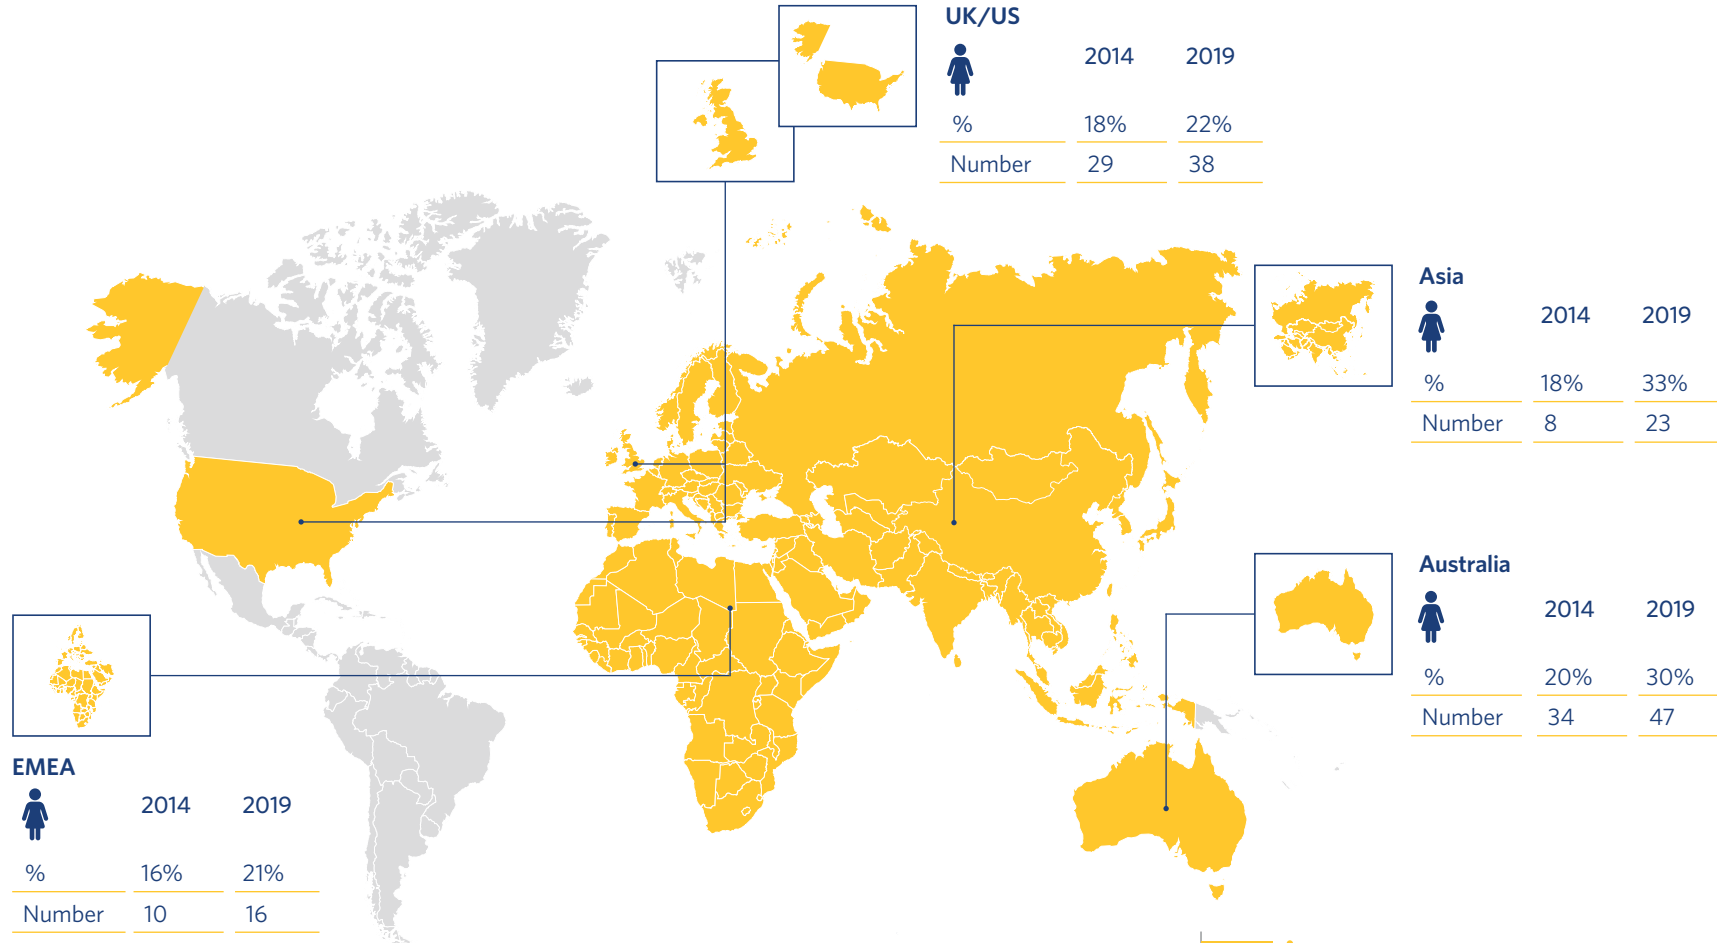 UK/US
2014 2019
% 18% 22%
Number 29 38
Asia
2014 2019
% 18% 33%
Number 8 23
Australia
2014 2019
% 20% 30%
Number 34 47
EMEA
2014 2019
% 16% 21%
Number 10 16